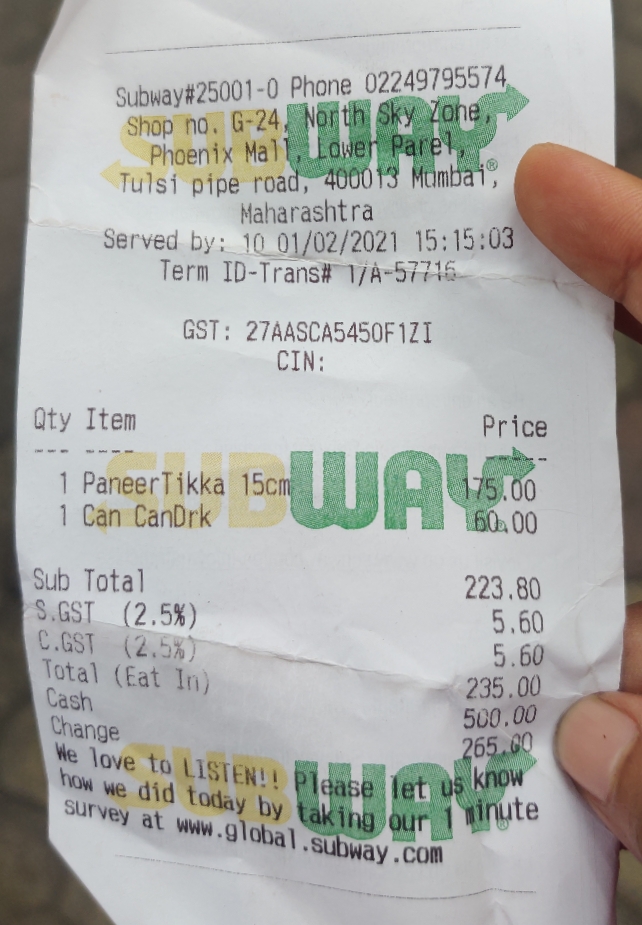 Subway#25001-0 Phone 02249795574
Shop no. G-24, North Sky Zone,
Phoenix Mall, Lower Parel,
Tulsi pipe road, 400013 Mumbai,
Maharashtra
Served by: 10 01/02/2021 15:15:03
Term ID-Trans# 1/A-57716
GST: 27AASCA5450F1ZI
CIN:
Qty Item Price
--- ---- -----
1 PaneerTikka 15cm 175.00
1 Can CanDrk 60.00
SUBWAY
Sub Total 223.80
S.GST (2.5%) 5.60
C.GST (2.5%) 5.60
Total (Eat In) 235.00
Cash 500.00
Change 265.00
We love to LISTEN!! Please let us know
how we did today by taking our 1 minute
survey at www.global.subway.com
SUBWAY®
SUBWAY®